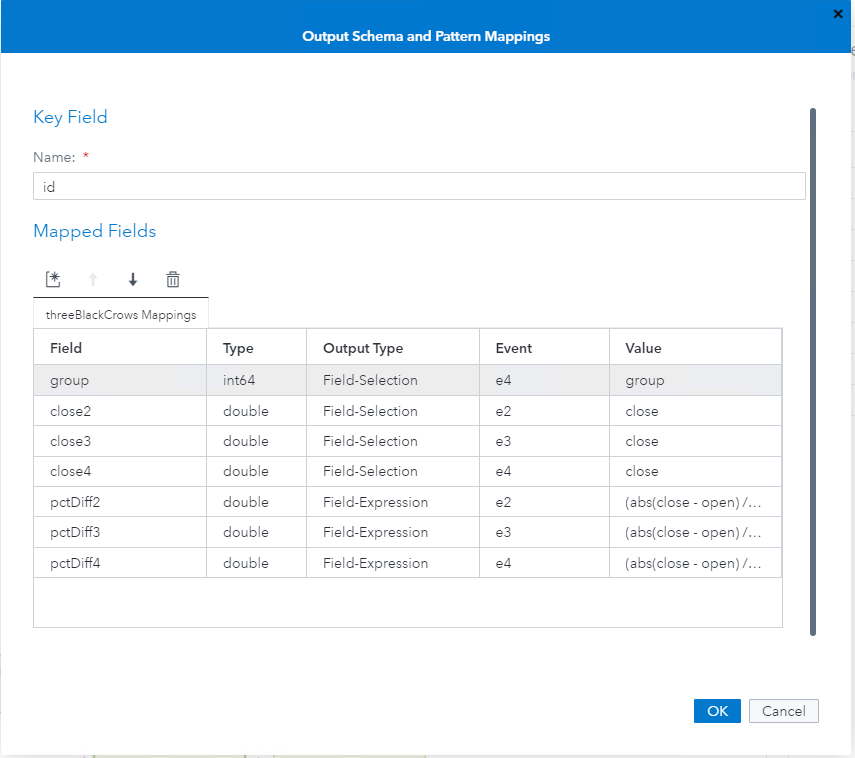 Output Schema and Pattern Mappings
Key Field
Name: *
id
Mapped Fields
threeBlackCrows Mappings
Field Type Output Type Event Value
group int64 Field-Selection e4 group
close2 double Field-Selection e2 close
close3 double Field-Selection e3 close
close4 double Field-Selection e4 close
pctDiff2 double Field-Expression e2 (abs(close - open) /...
pctDiff3 double Field-Expression e3 (abs(close - open) /...
pctDiff4 double Field-Expression e4 (abs(close - open) /...
OK Cancel